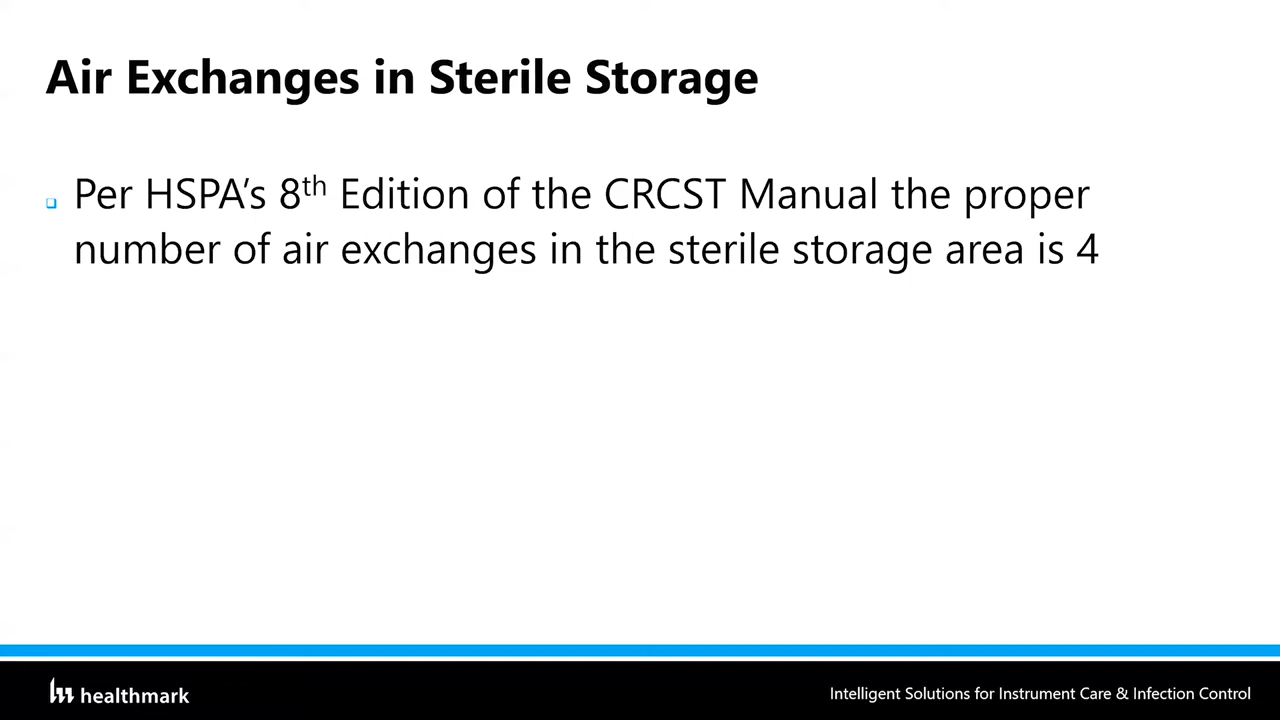 Air Exchanges in Sterile Storage
Per HSPA’s 8th Edition of the CRCST Manual the proper
number of air exchanges in the sterile storage area is 4
healthmark
Intelligent Solutions for Instrument Care & Infection Control